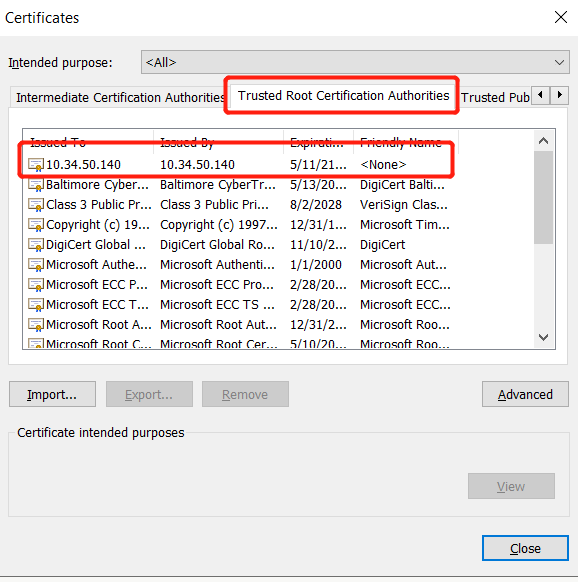 Certificates
Intended purpose: <All>
Intermediate Certification Authorities Trusted Root Certification Authorities Trusted Pub
Issued To Issued By Expirati... Friendly Name
10.34.50.140 10.34.50.140 5/11/21... <None>
Baltimore Cyber... Baltimore CyberTr... 5/13/20... DigiCert Balti...
Class 3 Public Pr... Class 3 Public Pri... 8/2/2028 VeriSign Clas...
Copyright (c) 19... Copyright (c) 1997... 12/31/1... Microsoft Tim...
DigiCert Global ... DigiCert Global Ro... 11/10/2... DigiCert
Microsoft Authe... Microsoft Authenti... 1/1/2000 Microsoft Aut...
Microsoft ECC P... Microsoft ECC Pro... 2/28/20... Microsoft ECC...
Microsoft ECC T... Microsoft ECC TS ... 2/28/20... Microsoft ECC...
Microsoft Root A... Microsoft Root Aut... 12/31/2... Microsoft Roo...
Microsoft Root C... Microsoft Root Cer... 5/10/20... Microsoft Roo...
Import... Export... Remove Advanced
Certificate intended purposes
View
Close